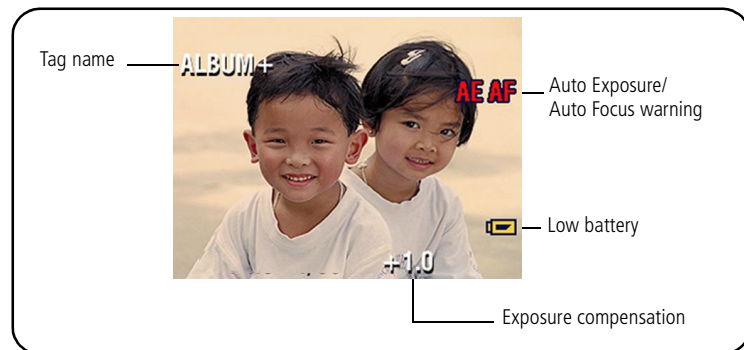 Tag name
ALBUM+
AE AF
Auto Exposure/
Auto Focus warning
Low battery
+1.0
Exposure compensation